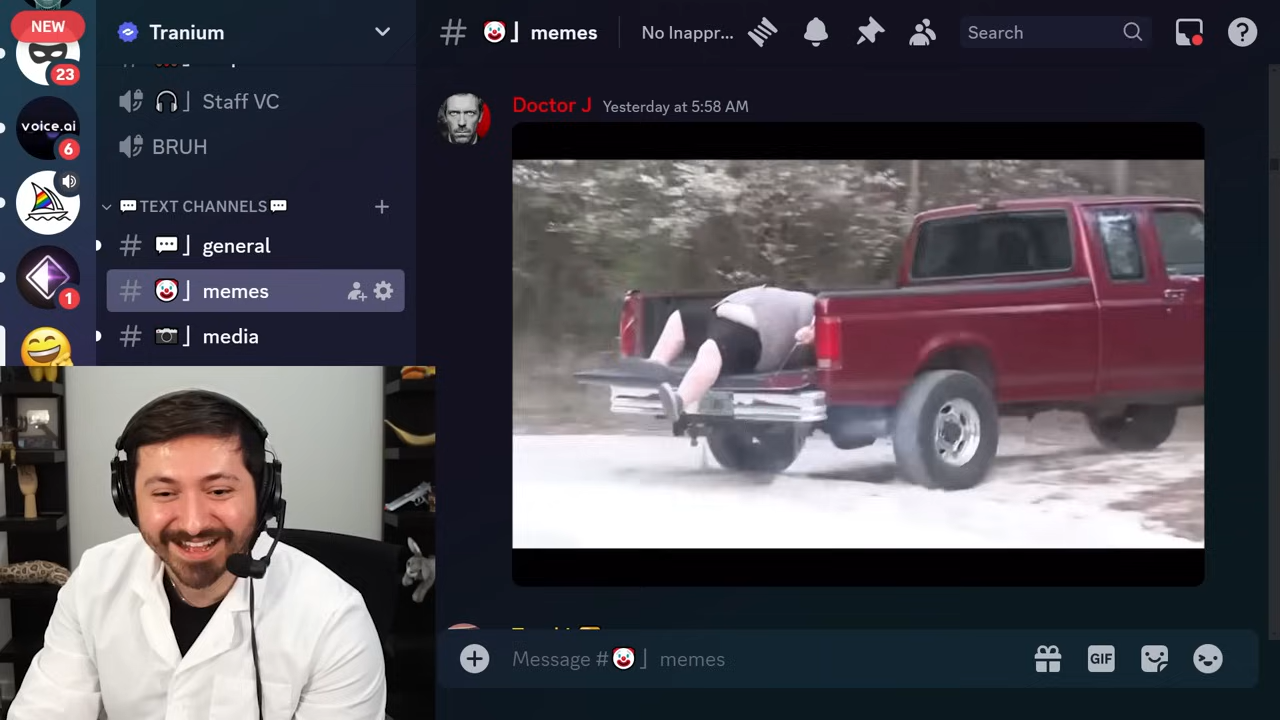 NEW
23
voice.ai
6
1
Tranium
Staff VC
BRUH
TEXT CHANNELS
general
memes
media
memes
No Inappr...
Search
Doctor J Yesterday at 5:58 AM
Message # memes
GIF